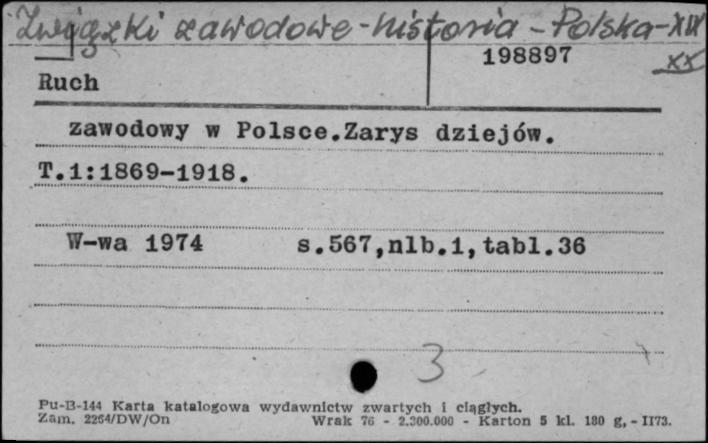 Związki zawodowe - historia - Polska - XIX
XX
198897
Ruch
zawodowy w Polsce.Zarys dziejów.
T.1:1869-1918.
W-wa 1974 s.567,nlb.1,tabl.36
3
Pu-B-144 Karta katalogowa wydawnictw zwartych i ciągłych.
Zam. 2264/DW/On Wrak 76 - 2.300.000 - Karton 5 kl. 180 g, - II73.